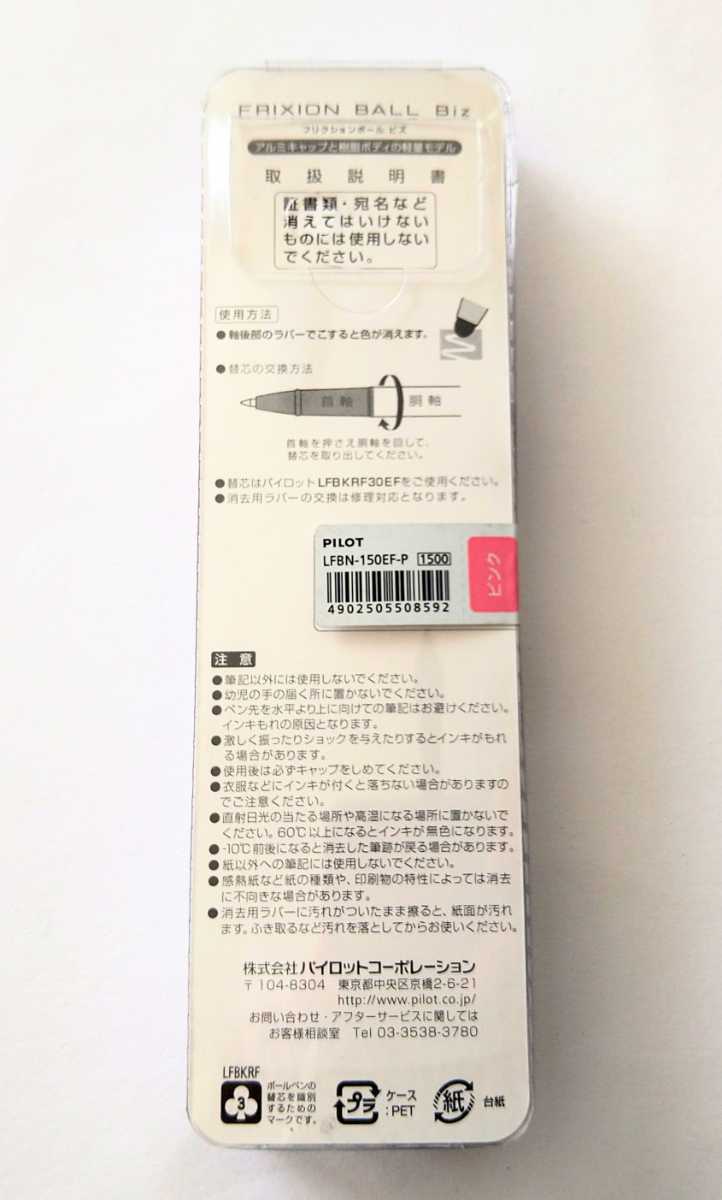 FRIXION BALL Biz
フリクションボール ビズ
アルミキャップと樹脂ボディの軽量モデル
取扱説明書
証書類・宛名など
消えてはいけない
ものには使用しない
でください。
使用方法
●軸後部のラバーでこすると色が消えます。
●替芯の交換方法
首軸 胴軸
首軸を押さえ胴軸を回して、
替芯を取り出してください。
●替芯はパイロットLFBKRF30EFをご使用ください。
●消去用ラバーの交換は修理対応となります。
PILOT
LFBN-150EF-P 1500
ピンク
4902505508592
注意
●筆記以外には使用しないでください。
●幼児の手の届く所に置かないでください。
●ペン先を水平より上に向けての筆記はお避けください。
インキもれの原因となります。
●激しく振ったりショックを与えたりするとインキがもれ
る場合があります。
●使用後は必ずキャップをしめてください。
●衣服などにインキが付くと落ちない場合がありますの
でご注意ください。
●直射日光の当たる場所や高温になる場所に置かないで
ください。60℃以上になるとインキが無色になります。
●-10℃前後になると消去した筆跡が戻る場合があります。
●紙以外への筆記には使用しないでください。
●感熱紙など紙の種類や、印刷物の特性によっては消去
に不向きな場合があります。
●消去用ラバーに汚れがついたまま擦ると、紙面が汚れ
ます。ふき取るなど汚れを落としてからお使いください。
株式会社パイロットコーポレーション
〒104-8304 東京都中央区京橋2-6-21
http://www.pilot.co.jp/
お問い合わせ・アフターサービスに関しては
お客様相談室 Tel 03-3538-3780
LFBKRF
3
ボールペンの
替芯を識別
するための
マークです。
プラ
ケース
:PET
紙
台紙